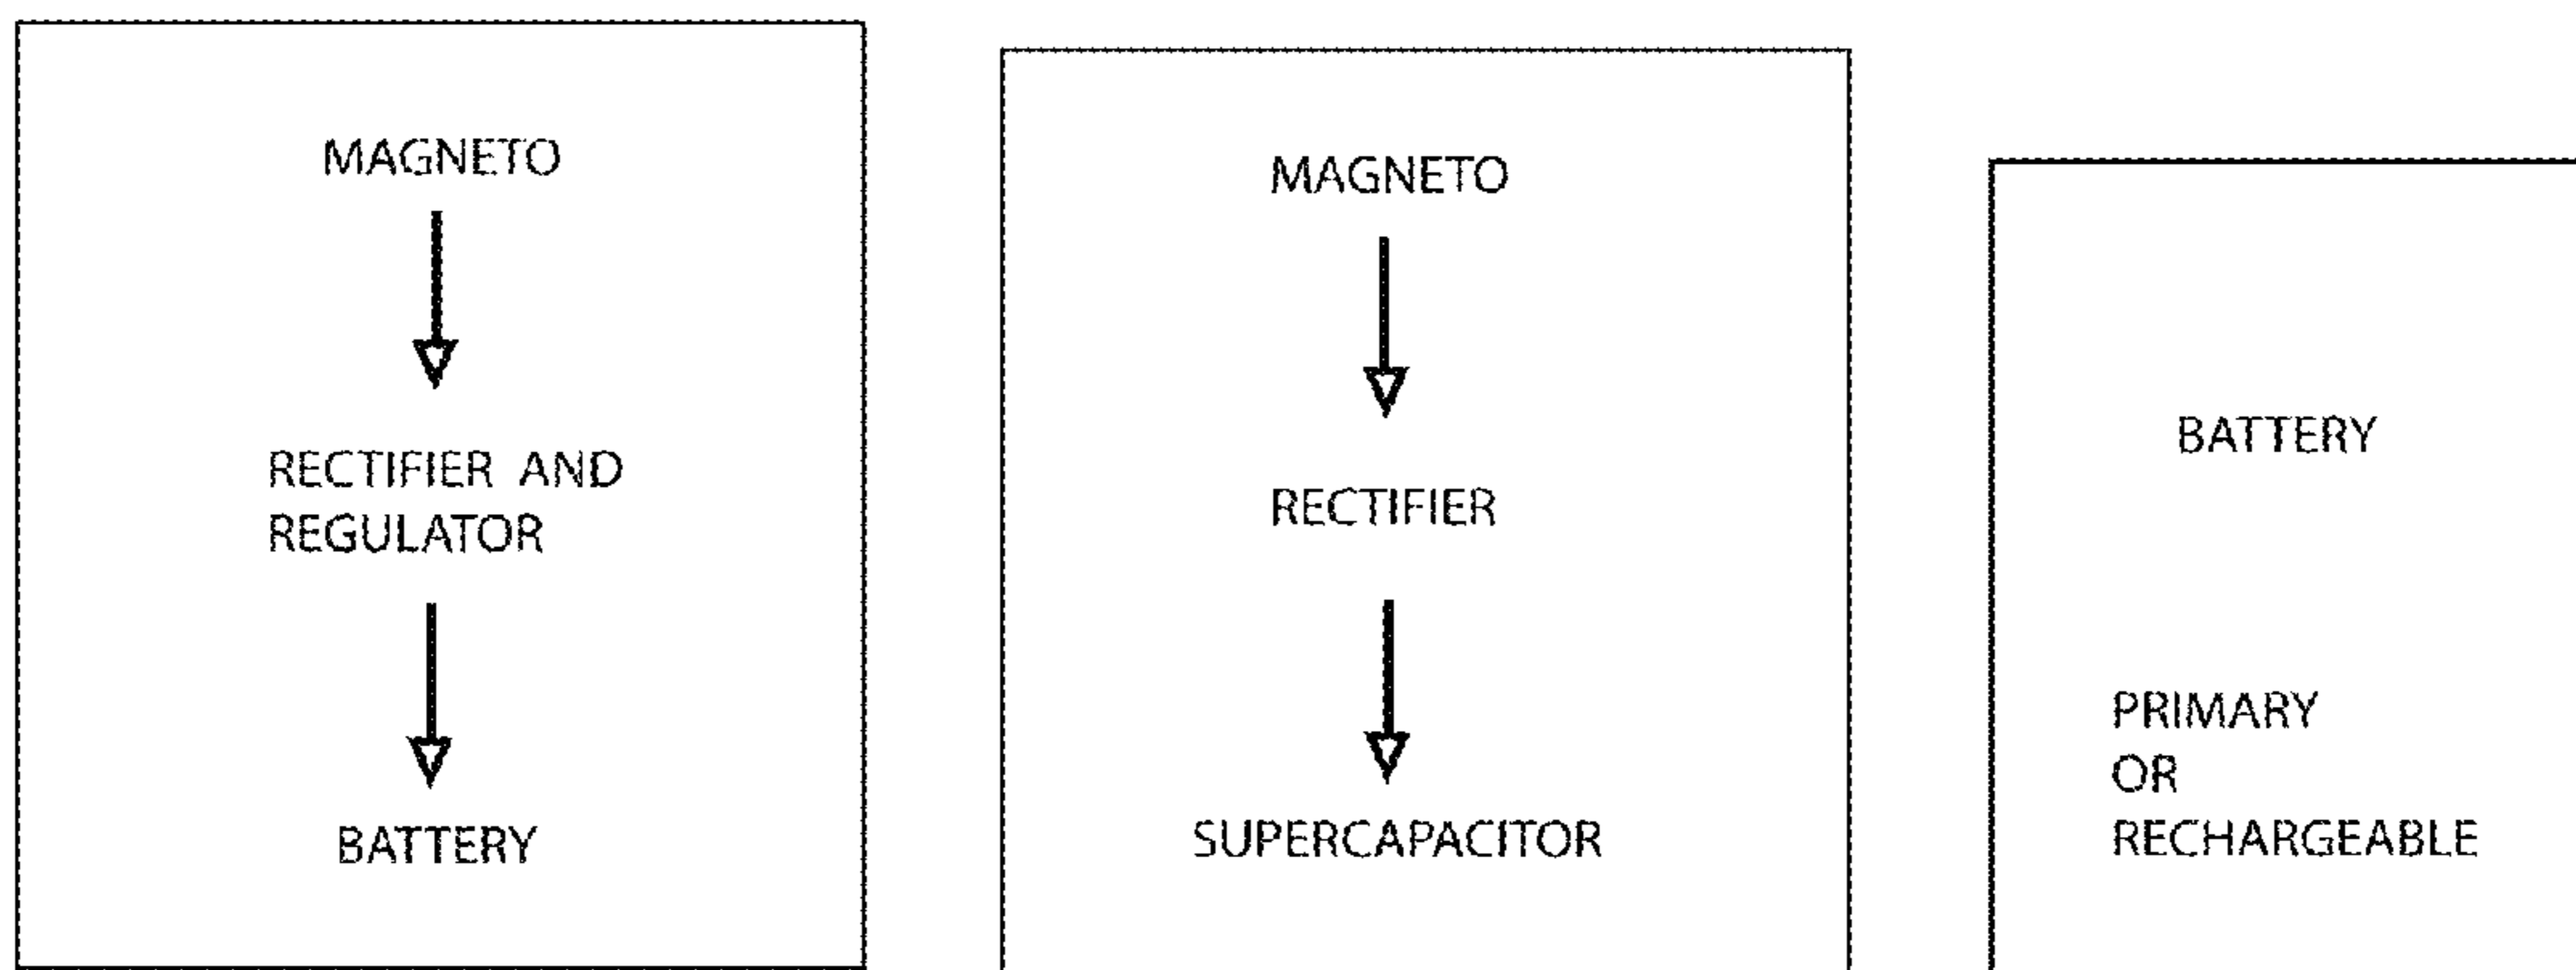 MAGNETO
RECTIFIER AND
REGULATOR
BATTERY
MAGNETO
RECTIFIER
SUPERCAPACITOR
BATTERY
PRIMARY
OR
RECHARGEABLE